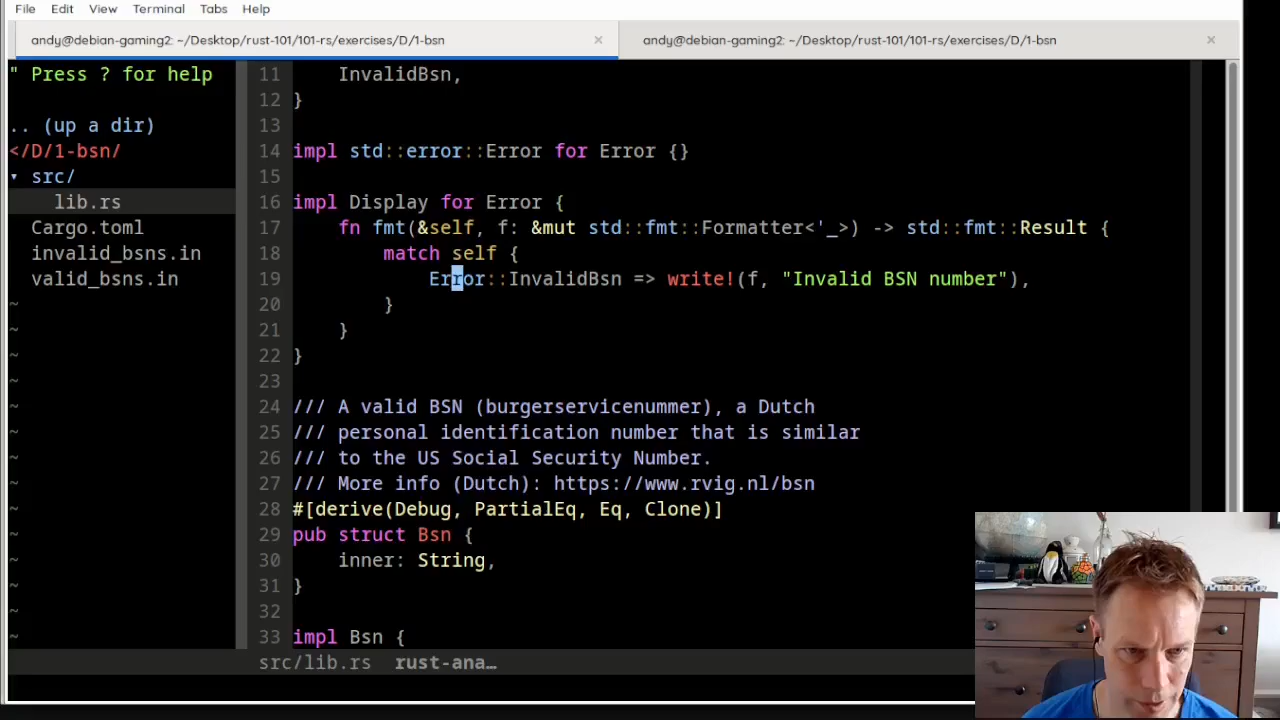 File Edit View Terminal Tabs Help
andy@debian-gaming2: ~/Desktop/rust-101/101-rs/exercises/D/1-bsn × andy@debian-gaming2: ~/Desktop/rust-101/101-rs/exercises/D/1-bsn ×
" Press ? for help
.. (up a dir)
</D/1-bsn/
▾ src/
lib.rs
Cargo.toml
invalid_bsns.in
valid_bsns.in
~
~
~
~
~
~
~
~
~
~
~
~
~
~
11 InvalidBsn,
12 }
13
14 impl std::error::Error for Error {}
15
16 impl Display for Error {
17 fn fmt(&self, f: &mut std::fmt::Formatter<'_>) -> std::fmt::Result {
18 match self {
19 Error::InvalidBsn => write!(f, "Invalid BSN number"),
20 }
21 }
22 }
23
24 /// A valid BSN (burgerservicenummer), a Dutch
25 /// personal identification number that is similar
26 /// to the US Social Security Number.
27 /// More info (Dutch): https://www.rvig.nl/bsn
28 #[derive(Debug, PartialEq, Eq, Clone)]
29 pub struct Bsn {
30 inner: String,
31 }
32
33 impl Bsn {
src/lib.rs rust-ana…